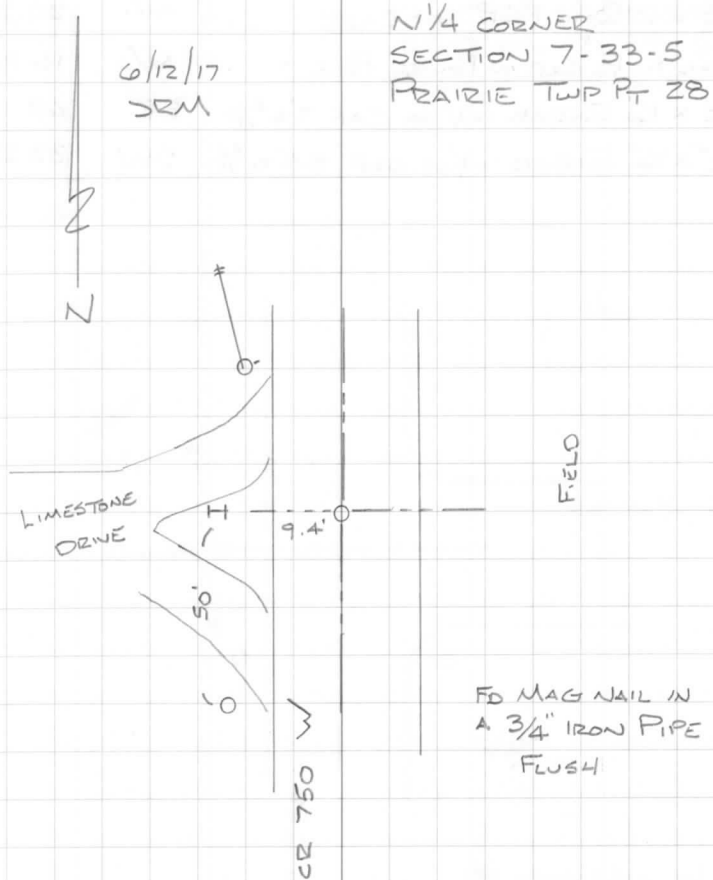 N 1/4 CORNER
SECTION 7-33-5
PRAIRIE TWP PT 28
6/12/17
JRM
N
FIELD
LIMESTONE
DRIVE
9.4'
50'
CR 750 W
FD MAG NAIL IN
A 3/4" IRON PIPE
FLUSH